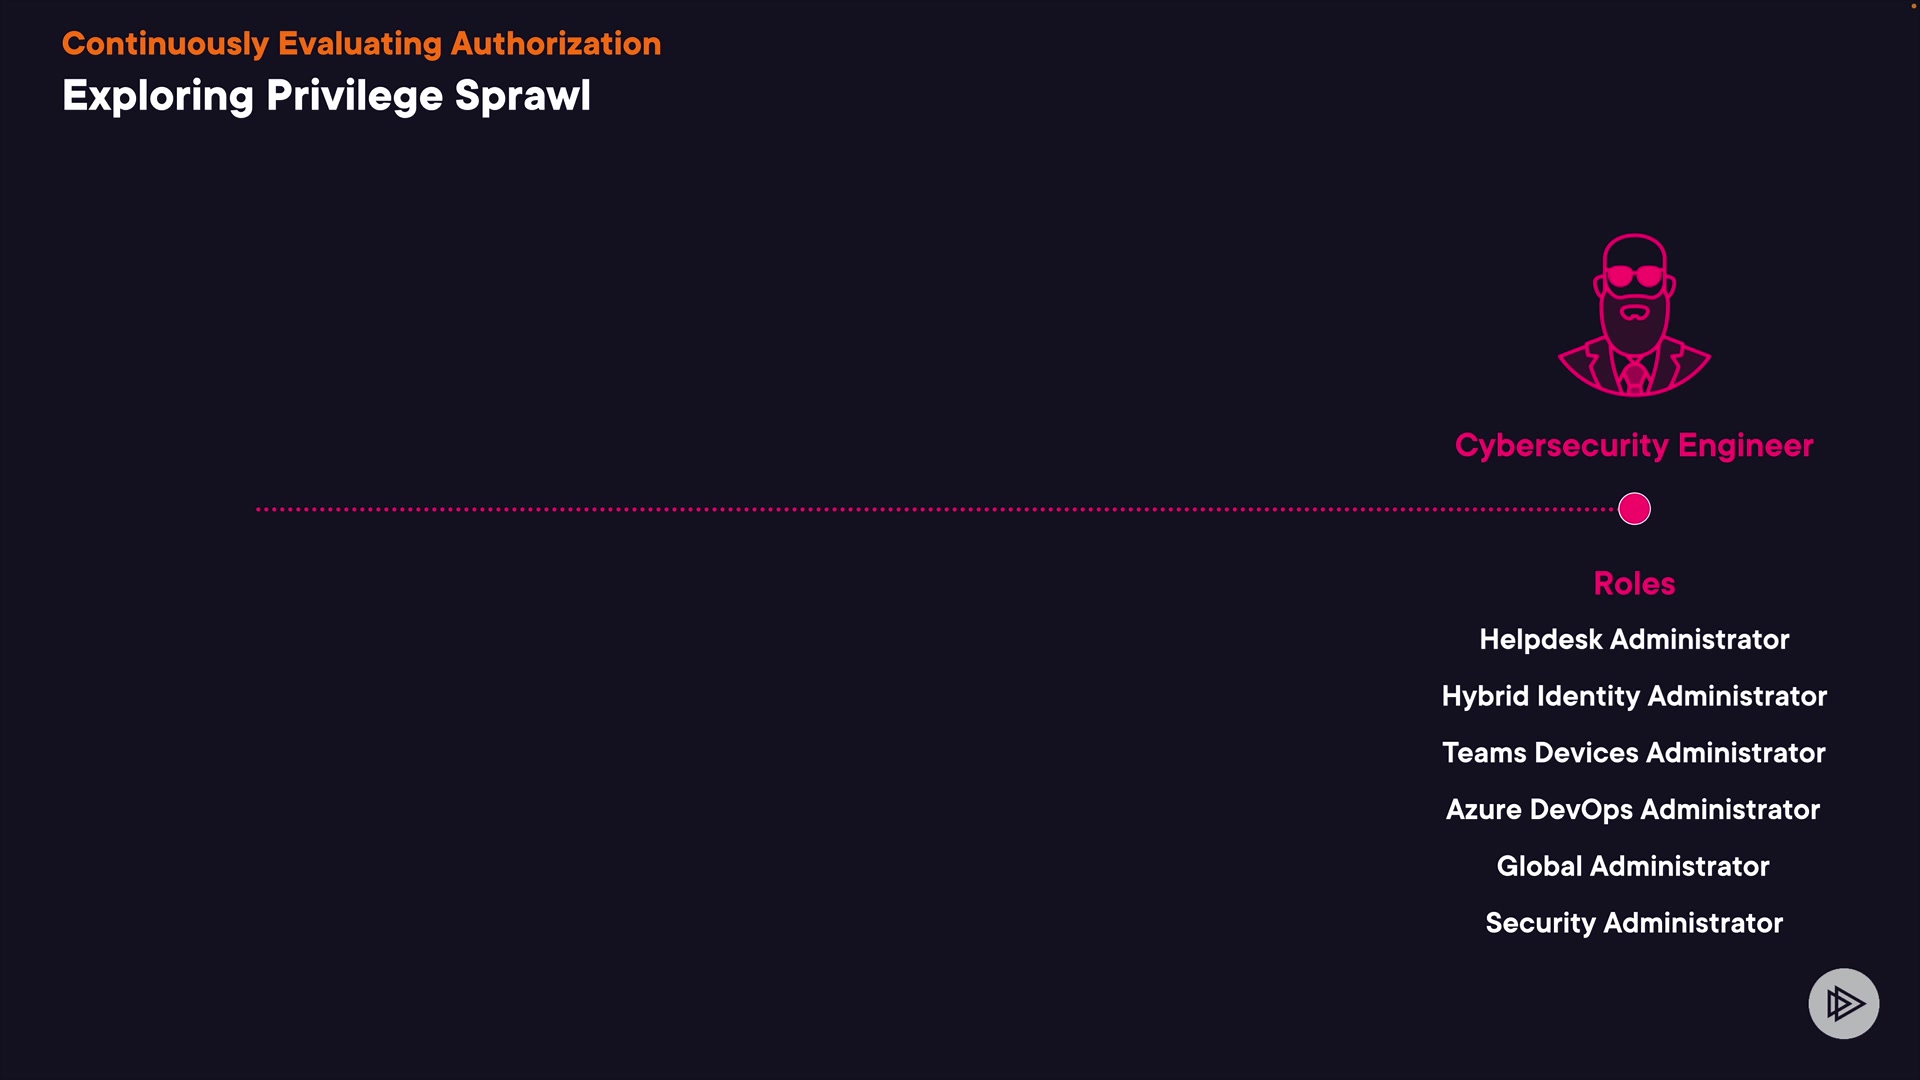 Continuously Evaluating Authorization
Exploring Privilege Sprawl
Cybersecurity Engineer
Roles
Helpdesk Administrator
Hybrid Identity Administrator
Teams Devices Administrator
Azure DevOps Administrator
Global Administrator
Security Administrator